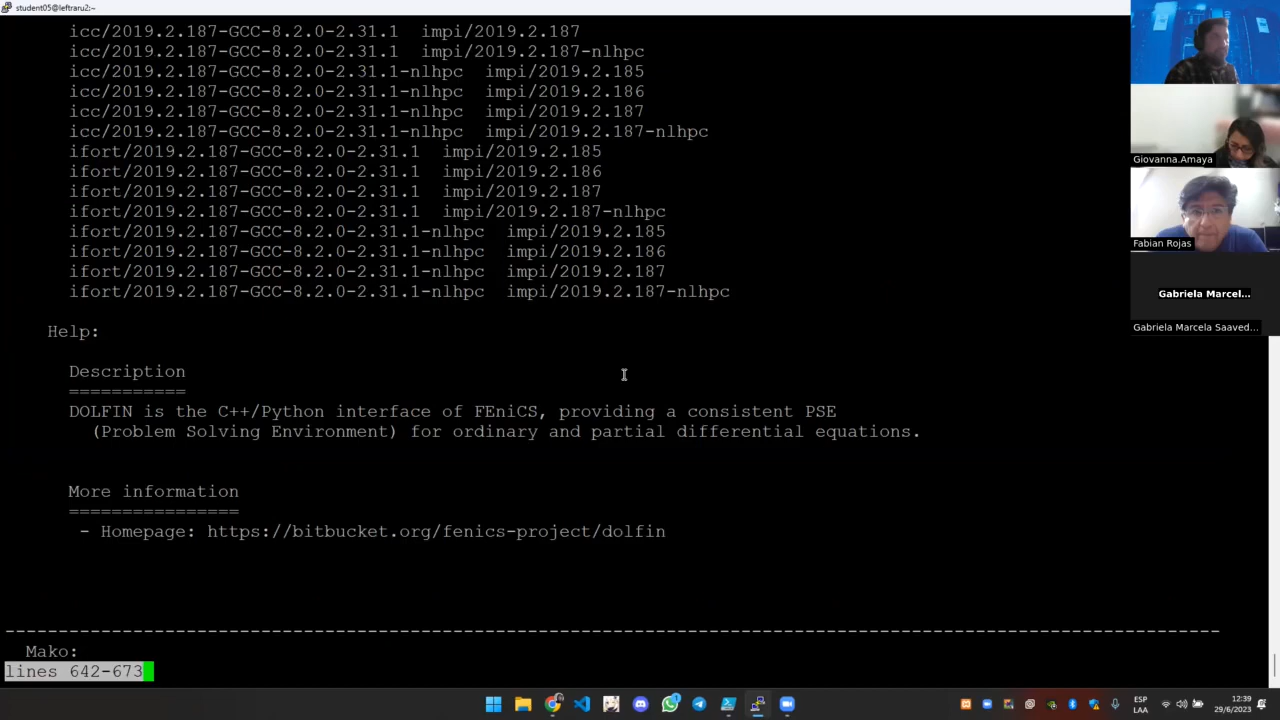 student05@leftraru2:~
icc/2019.2.187-GCC-8.2.0-2.31.1  impi/2019.2.187
icc/2019.2.187-GCC-8.2.0-2.31.1  impi/2019.2.187-nlhpc
icc/2019.2.187-GCC-8.2.0-2.31.1-nlhpc  impi/2019.2.185
icc/2019.2.187-GCC-8.2.0-2.31.1-nlhpc  impi/2019.2.186
icc/2019.2.187-GCC-8.2.0-2.31.1-nlhpc  impi/2019.2.187
icc/2019.2.187-GCC-8.2.0-2.31.1-nlhpc  impi/2019.2.187-nlhpc
ifort/2019.2.187-GCC-8.2.0-2.31.1  impi/2019.2.185
ifort/2019.2.187-GCC-8.2.0-2.31.1  impi/2019.2.186
ifort/2019.2.187-GCC-8.2.0-2.31.1  impi/2019.2.187
ifort/2019.2.187-GCC-8.2.0-2.31.1  impi/2019.2.187-nlhpc
ifort/2019.2.187-GCC-8.2.0-2.31.1-nlhpc  impi/2019.2.185
ifort/2019.2.187-GCC-8.2.0-2.31.1-nlhpc  impi/2019.2.186
ifort/2019.2.187-GCC-8.2.0-2.31.1-nlhpc  impi/2019.2.187
ifort/2019.2.187-GCC-8.2.0-2.31.1-nlhpc  impi/2019.2.187-nlhpc
Help:
Description
===========
DOLFIN is the C++/Python interface of FEniCS, providing a consistent PSE
(Problem Solving Environment) for ordinary and partial differential equations.
More information
================
- Homepage: https://bitbucket.org/fenics-project/dolfin
----------------------------------------------------------------------------------------------------------------
Mako:
lines 642-673
Giovanna.Amaya
Fabian Rojas
Gabriela Marcel...
Gabriela Marcela Saaved...
ESP
LAA
12:39
29/6/2023